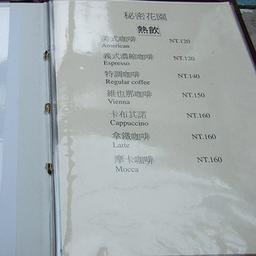 秘密花園
熱飲
美式咖啡 NT.120
American
義式濃縮咖啡 NT.120
Espresso
特調咖啡 NT.140
Regular coffee
維也那咖啡 NT.150
Vienna
卡布其諾 NT.160
Cappuccino
拿鐵咖啡 NT.160
Latte
摩卡咖啡 NT.160
Mocca